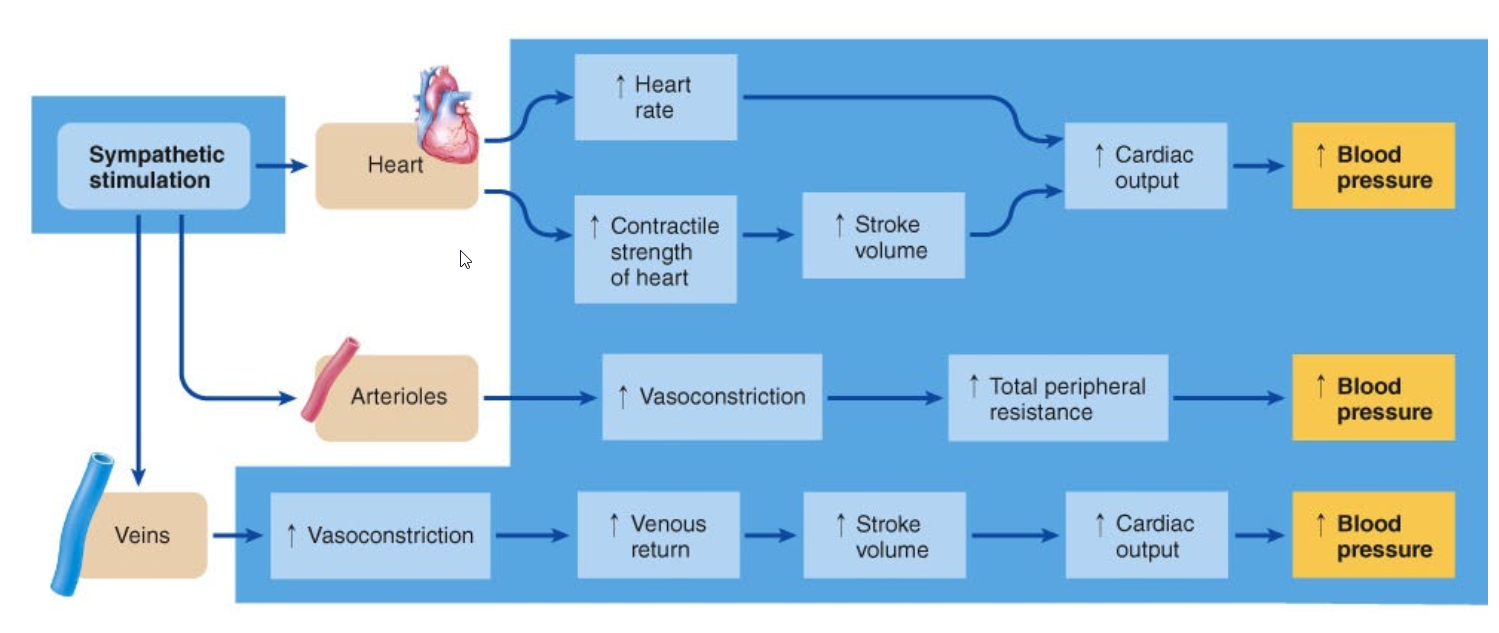 Sympathetic
stimulation
Heart
↑ Heart
rate
↑ Contractile
strength
of heart
↑ Stroke
volume
↑ Cardiac
output
↑ Blood
pressure
Arterioles
↑ Vasoconstriction
↑ Total peripheral
resistance
↑ Blood
pressure
Veins
↑ Vasoconstriction
↑ Venous
return
↑ Stroke
volume
↑ Cardiac
output
↑ Blood
pressure